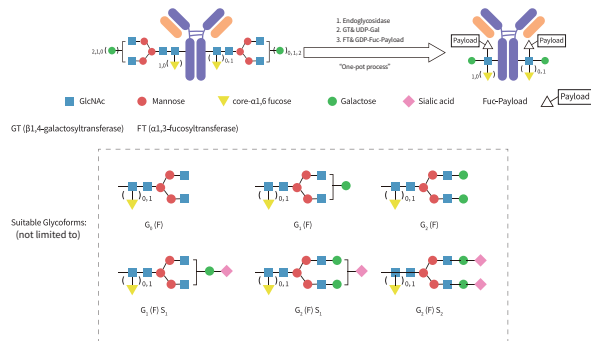 1. Endoglycosidase
2. GT& UDP-Gal
3. FT& GDP-Fuc-Payload
"One-pot process"
2,1,0 ( 1,0 ( ) ( ) 0,1 ) 0, 1, 2
Payload Payload
1,0 ( ) ( ) 0,1
GlcNAc Mannose core-α1,6 fucose Galactose Sialic acid Fuc-Payload Payload
GT (β1,4-galactosyltransferase) FT (α1,3-fucosyltransferase)
Suitable Glycoforms:
(not limited to)
( ) 0, 1 ( ) 0, 1 ( ) 0, 1
G0 (F) G1 (F) G2 (F)
( ) 0, 1 ( ) 0, 1 ( ) 0, 1
G1 (F) S1 G1 (F) S1 G2 (F) S2